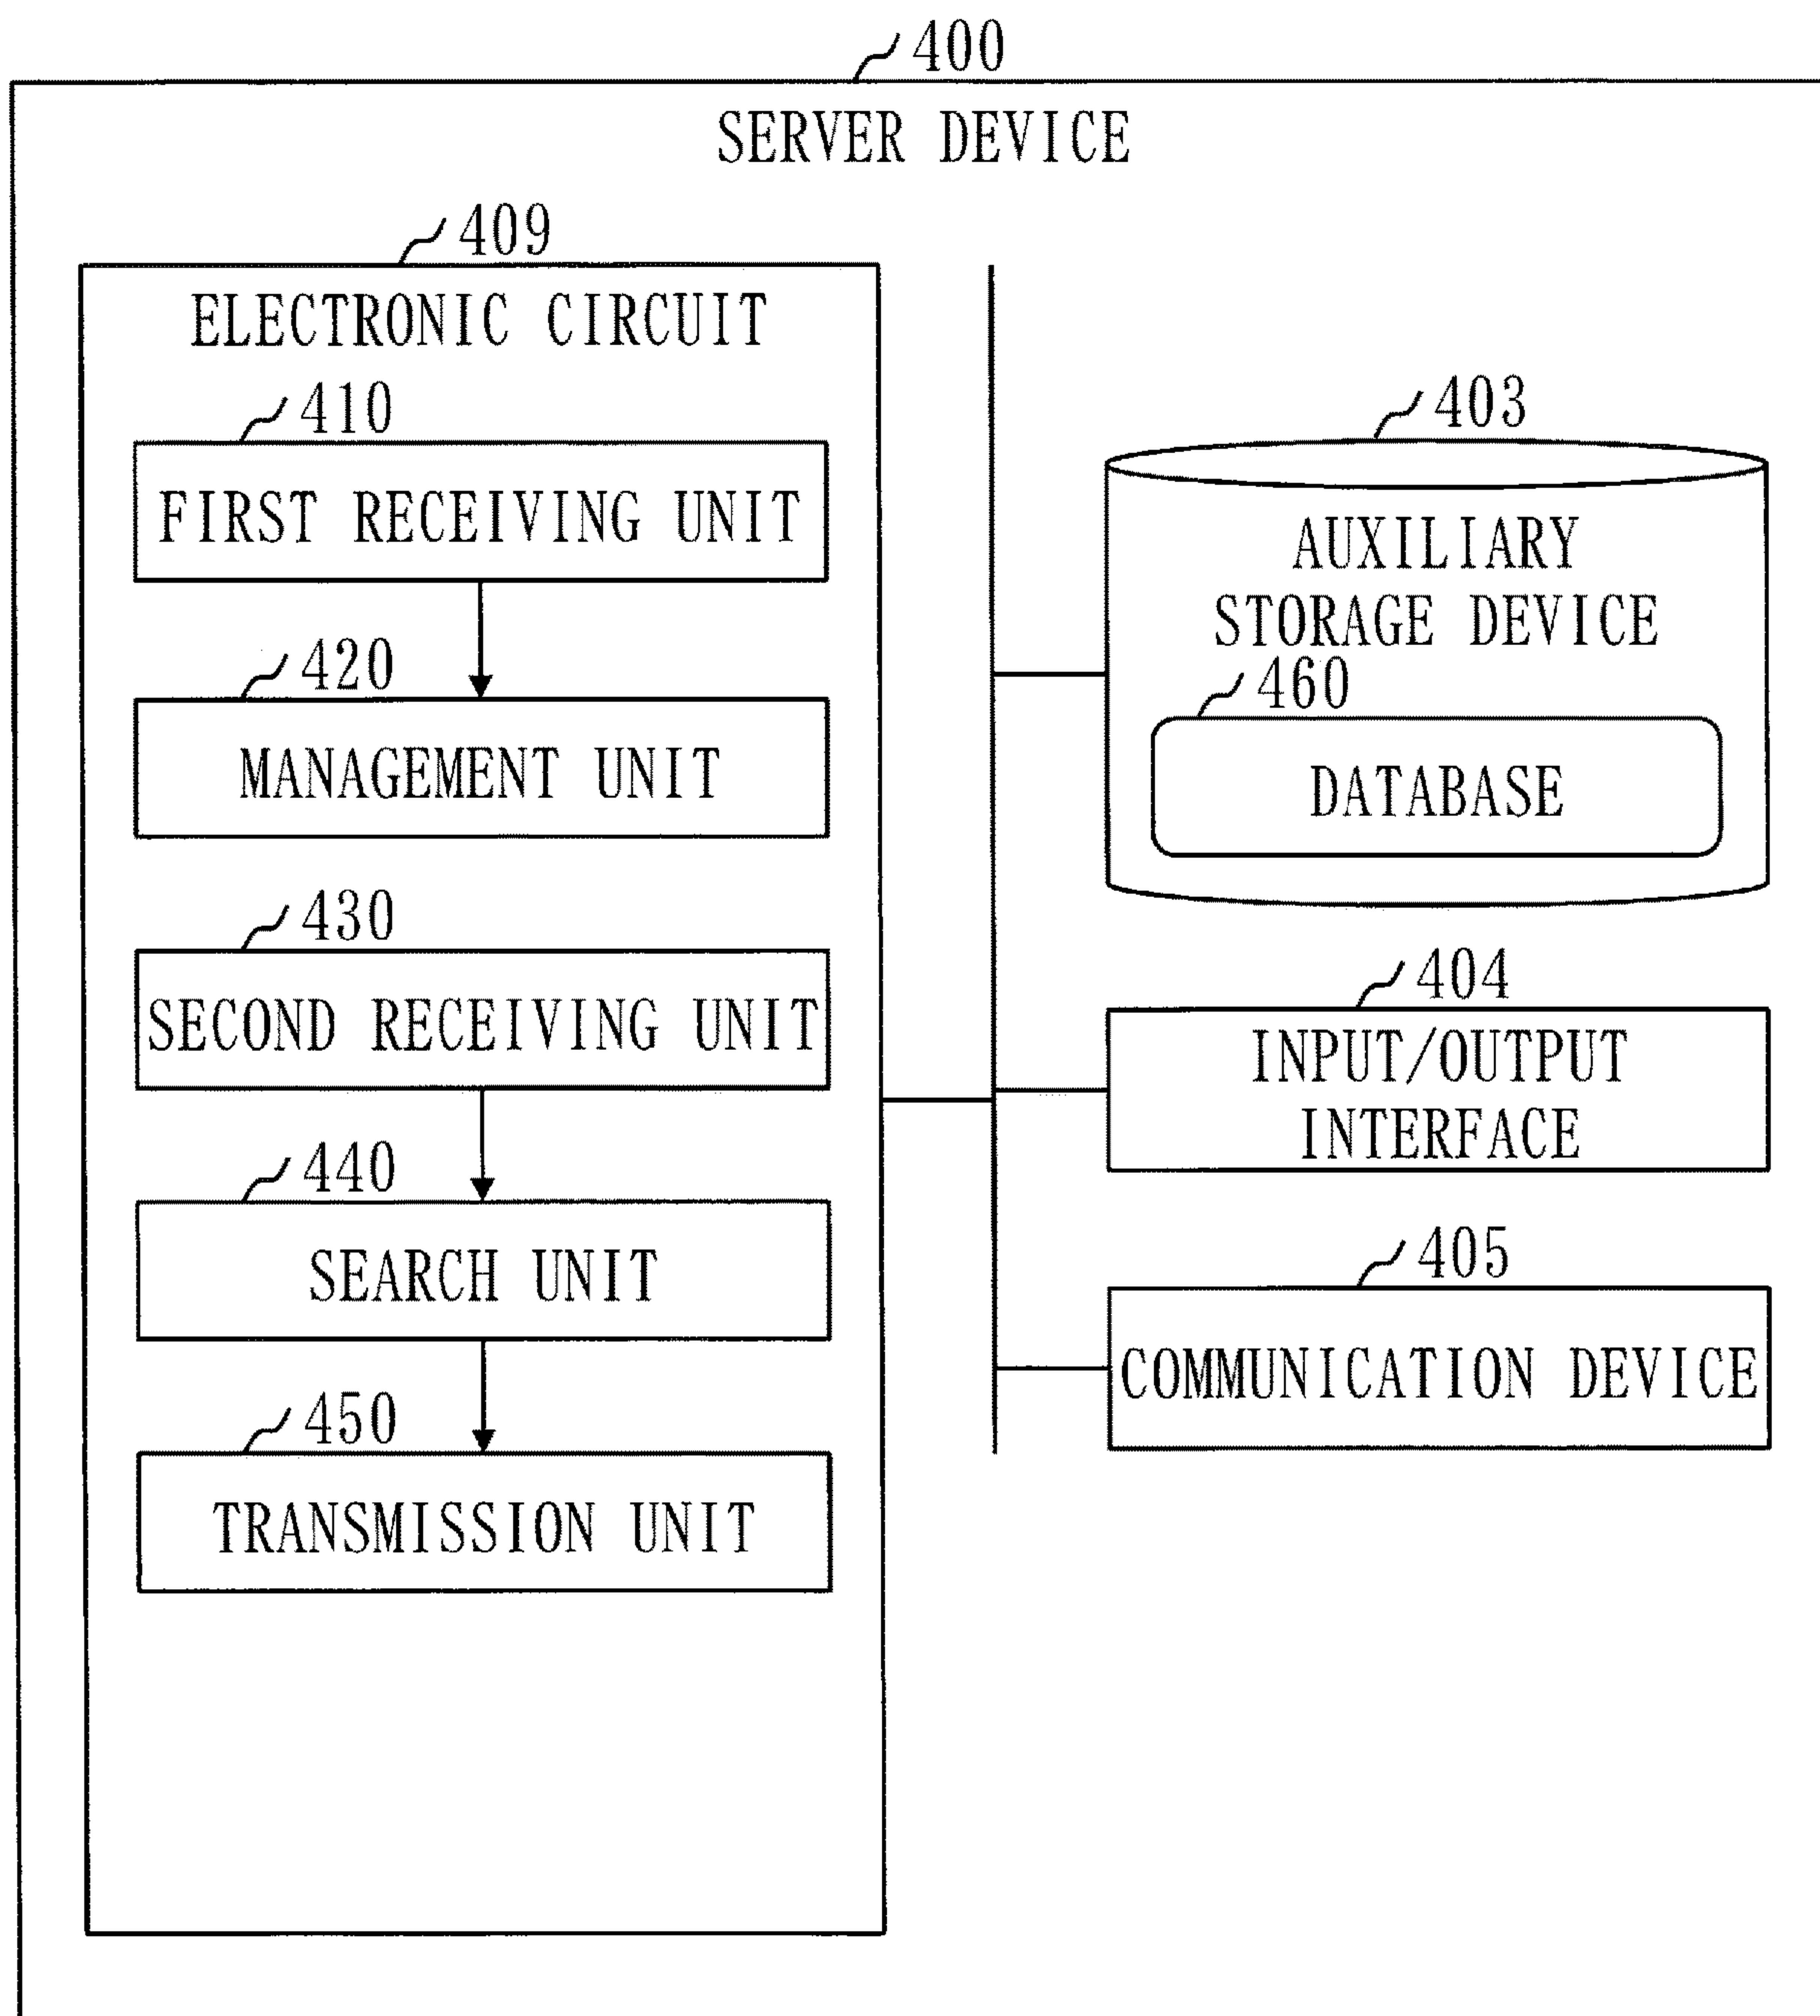 400
SERVER DEVICE
409
ELECTRONIC CIRCUIT
410
FIRST RECEIVING UNIT
420
MANAGEMENT UNIT
430
SECOND RECEIVING UNIT
440
SEARCH UNIT
450
TRANSMISSION UNIT
403
AUXILIARY
STORAGE DEVICE
460
DATABASE
404
INPUT/OUTPUT
INTERFACE
405
COMMUNICATION DEVICE